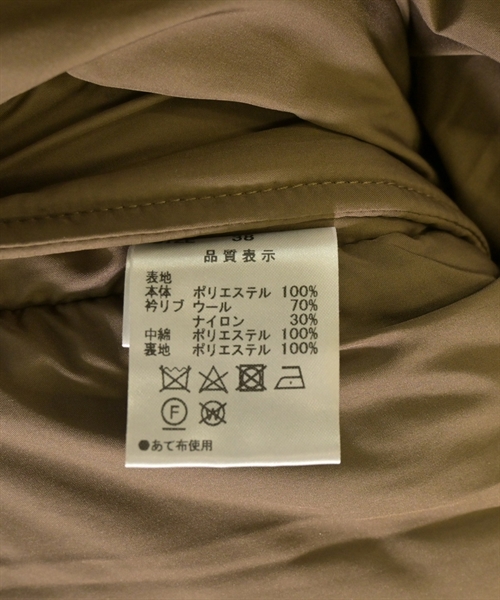 38
品質表示
表地
本体 ポリエステル 100%
衿リブ ウール 70%
ナイロン 30%
中綿 ポリエステル 100%
裏地 ポリエステル 100%
F W
●あて布使用